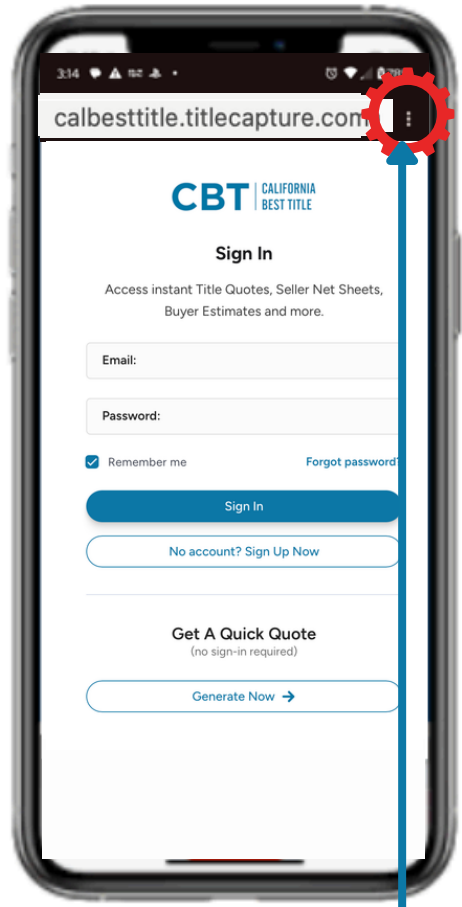 3:14
calbesttitle.titlecapture.com
CBT CALIFORNIA
BEST TITLE
Sign In
Access instant Title Quotes, Seller Net Sheets,
Buyer Estimates and more.
Email:
Password:
Remember me Forgot password?
Sign In
No account? Sign Up Now
Get A Quick Quote
(no sign-in required)
Generate Now →